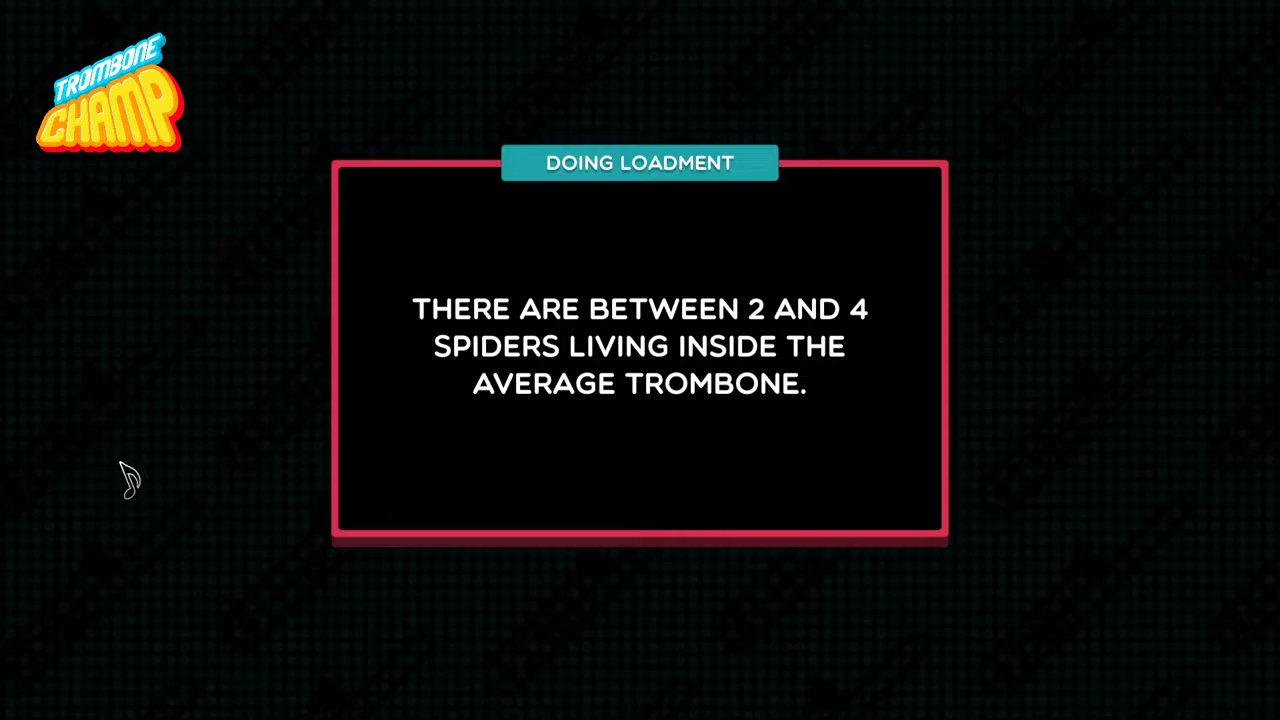 TROMBONE
CHAMP
DOING LOADMENT
THERE ARE BETWEEN 2 AND 4
SPIDERS LIVING INSIDE THE
AVERAGE TROMBONE.